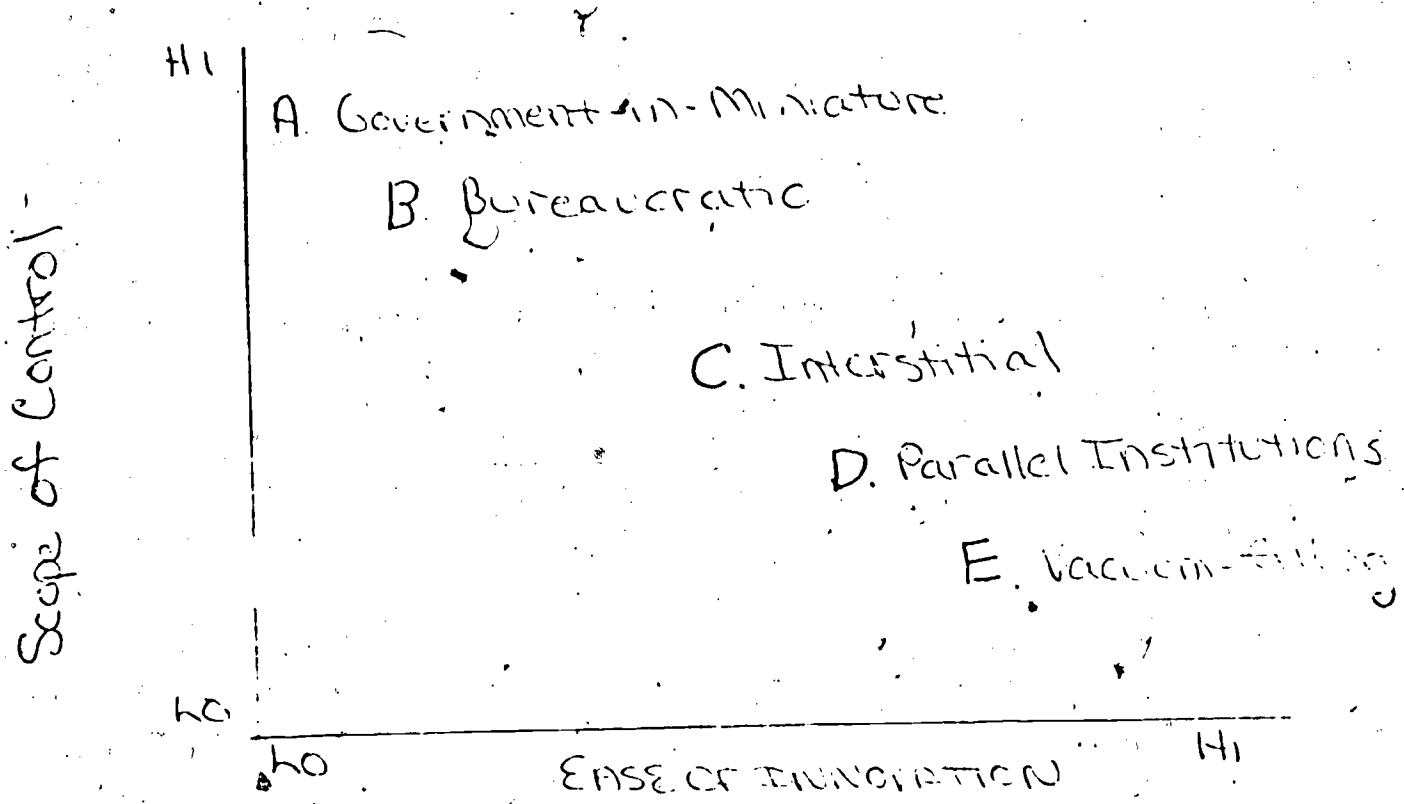 HI
A. Government-in-Miniature
B. Bureaucratic
Scope of Control
C. Interstitial
D. Parallel Institutions
E. Vacuum-filling
LO
LO
HI
EASE OF INNOVATION